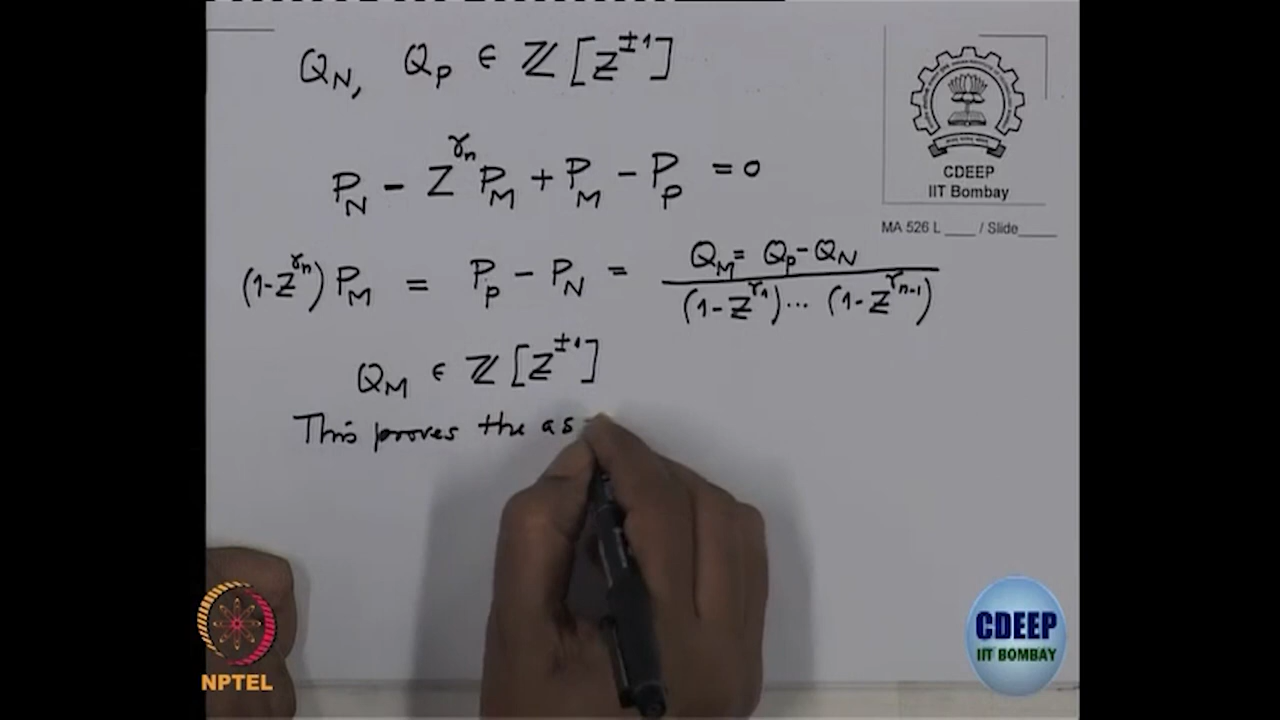 Q_N, Q_P ∈ ℤ[Z^{±1}]
P_N - Z^{γ_n} P_M + P_M - P_P = 0
(1-Z^{γ_n}) P_M = P_P - P_N = \frac{Q_M = Q_P - Q_N}{(1-Z^{γ_1}) ··· (1-Z^{γ_{n-1}})}
Q_M ∈ ℤ[Z^{±1}]
This proves the as
CDEEP
IIT Bombay
MA 526 L ____ / Slide____
NPTEL
CDEEP
IIT BOMBAY